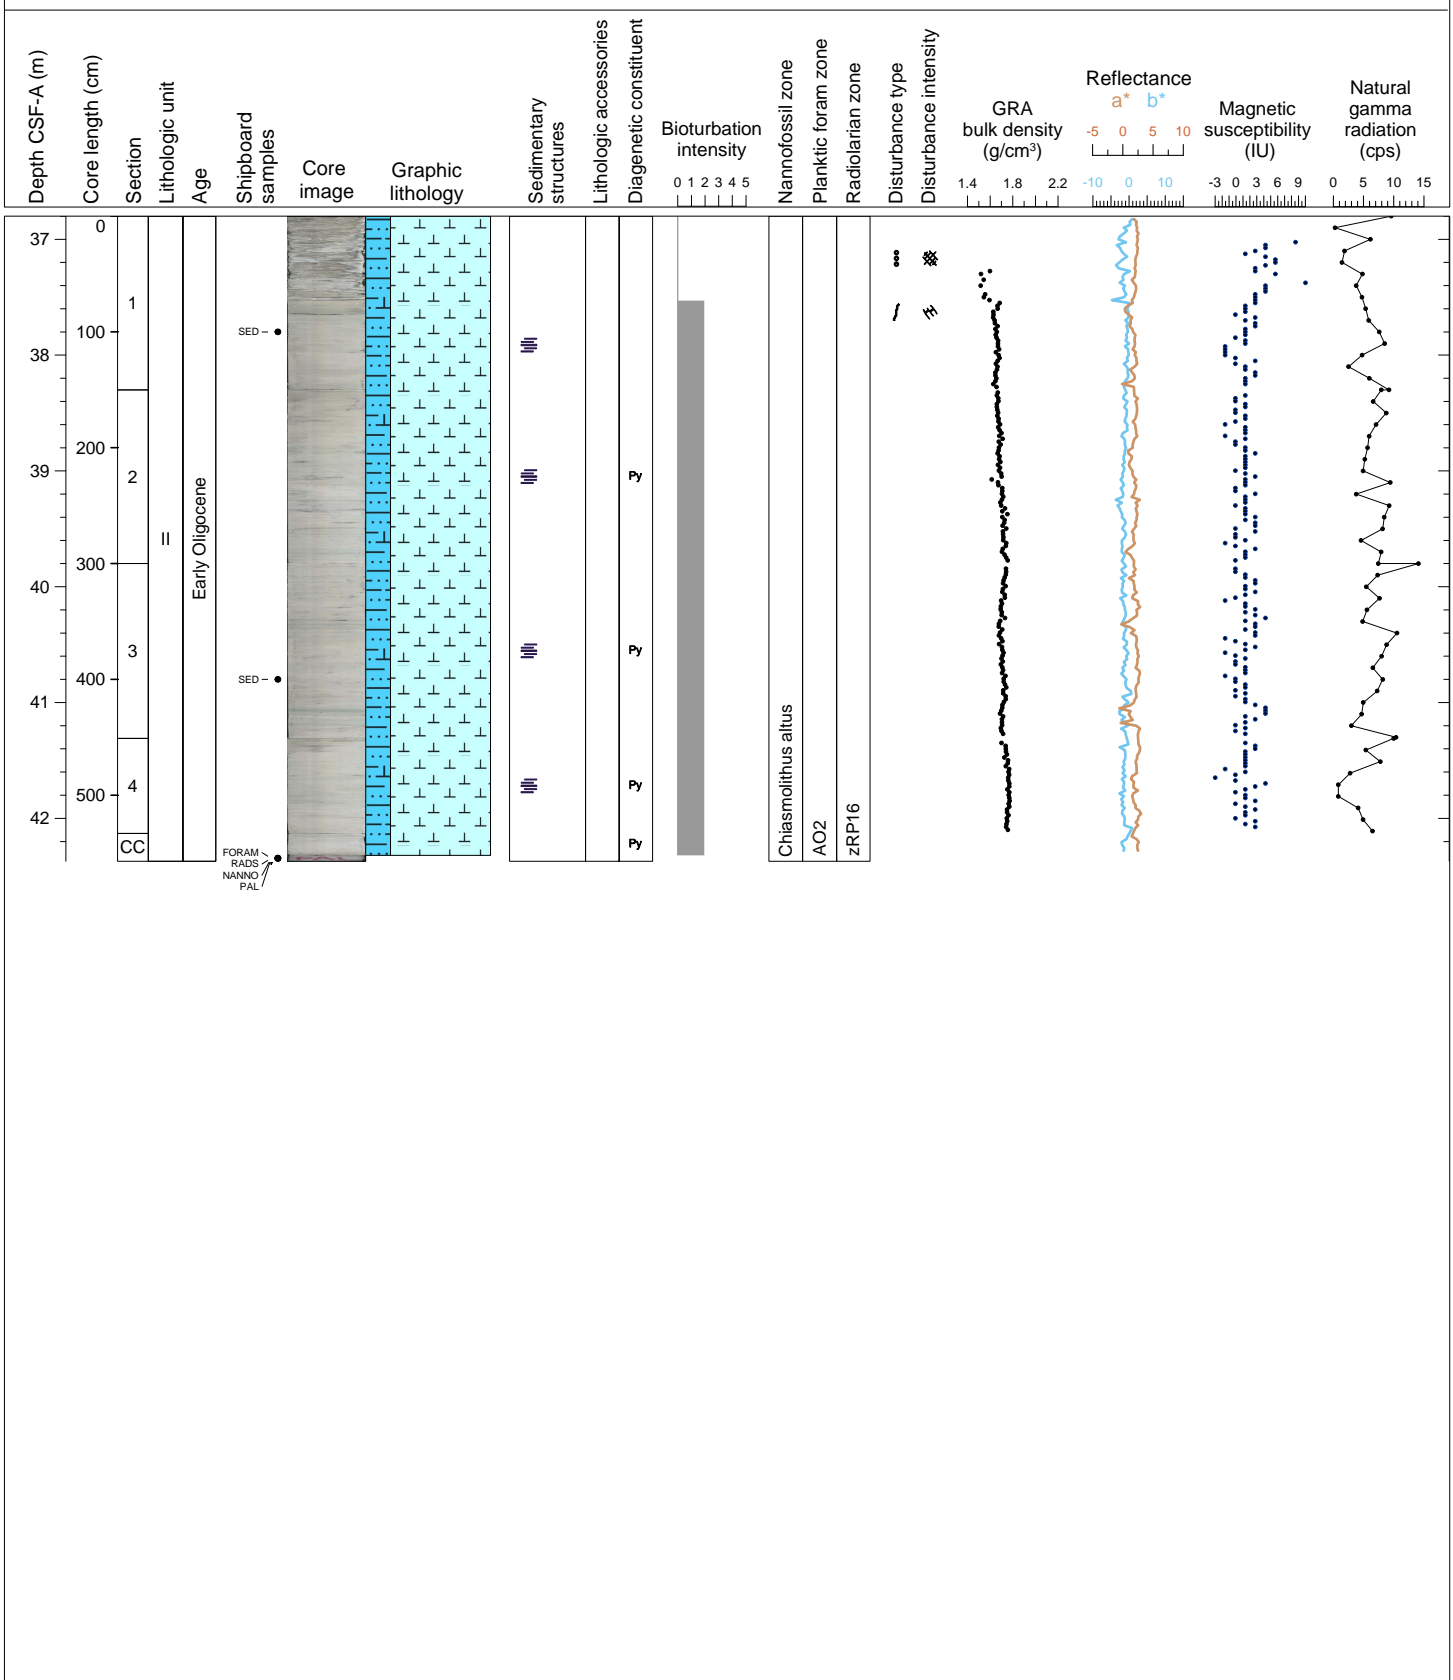 Depth CSF-A (m)
Core length (cm)
Section
Lithologic unit
Age
Shipboard
samples
Core
image
Graphic
lithology
Sedimentary
structures
Lithologic accessories
Diagenetic constituent
Bioturbation
intensity
0 1 2 3 4 5
Nannofossil zone
Planktic foram zone
Radiolarian zone
Disturbance type
Disturbance intensity
GRA
bulk density
(g/cm³)
1.4 1.8 2.2
Reflectance
a* b*
-5 0 5 10
-10 0 10
Magnetic
susceptibility
(IU)
-3 0 3 6 9
Natural
gamma
radiation
(cps)
0 5 10 15
37
38
39
40
41
42
0
100
200
300
400
500
1
2
3
4
CC
II
Early Oligocene
SED
SED
FORAM
RADS
NANNO
PAL
Py
Py
Py
Py
Chiasmolithus altus
AO2
zRP16